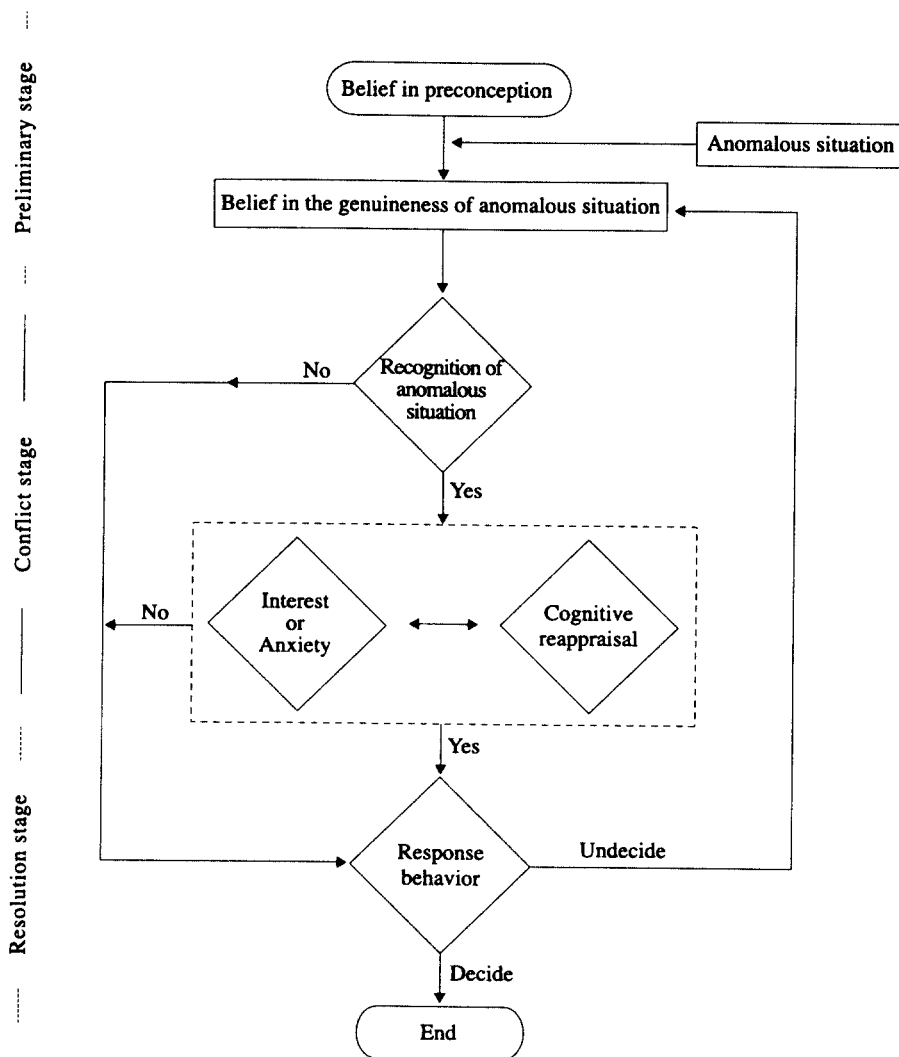 Preliminary stage
Conflict stage
Resolution stage
Belief in preconception
Anomalous situation
Belief in the genuineness of anomalous situation
Recognition of
anomalous
situation
No
Yes
Interest
or
Anxiety
Cognitive
reappraisal
No
Yes
Response
behavior
Undecide
Decide
End